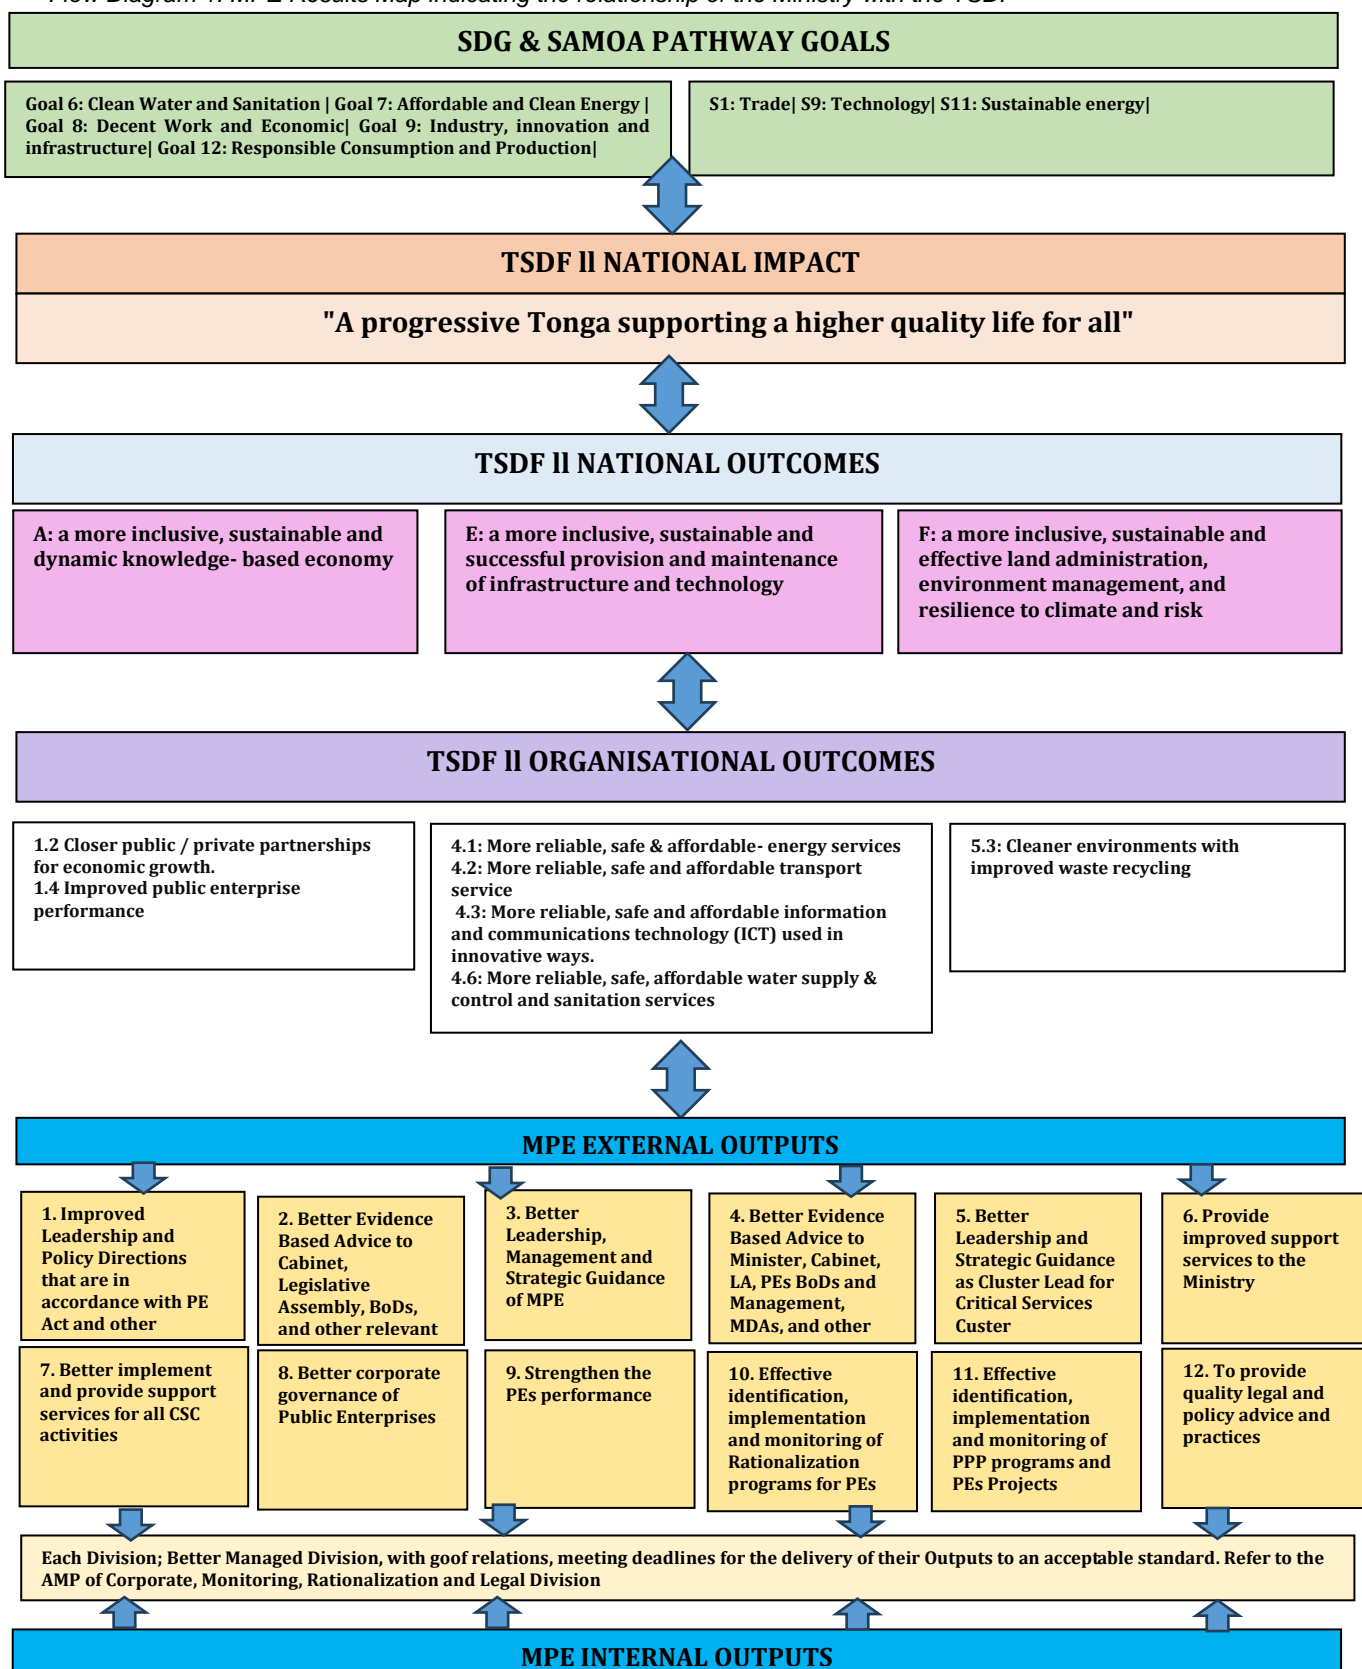 Flow Diagram 1: MPE Results Map indicating the relationship of the Ministry with the TSDF
SDG & SAMOA PATHWAY GOALS
Goal 6: Clean Water and Sanitation | Goal 7: Affordable and Clean Energy |
Goal 8: Decent Work and Economic| Goal 9: Industry, innovation and
infrastructure| Goal 12: Responsible Consumption and Production|
S1: Trade| S9: Technology| S11: Sustainable energy|
TSDF ll NATIONAL IMPACT
"A progressive Tonga supporting a higher quality life for all"
TSDF ll NATIONAL OUTCOMES
A: a more inclusive, sustainable and
dynamic knowledge- based economy
E: a more inclusive, sustainable and
successful provision and maintenance
of infrastructure and technology
F: a more inclusive, sustainable and
effective land administration,
environment management, and
resilience to climate and risk
TSDF ll ORGANISATIONAL OUTCOMES
1.2 Closer public / private partnerships
for economic growth.
1.4 Improved public enterprise
performance
4.1: More reliable, safe & affordable- energy services
4.2: More reliable, safe and affordable transport
service
4.3: More reliable, safe and affordable information
and communications technology (ICT) used in
innovative ways.
4.6: More reliable, safe, affordable water supply &
control and sanitation services
5.3: Cleaner environments with
improved waste recycling
MPE EXTERNAL OUTPUTS
1. Improved
Leadership and
Policy Directions
that are in
accordance with PE
Act and other
2. Better Evidence
Based Advice to
Cabinet,
Legislative
Assembly, BoDs,
and other relevant
3. Better
Leadership,
Management and
Strategic Guidance
of MPE
4. Better Evidence
Based Advice to
Minister, Cabinet,
LA, PEs BoDs and
Management,
MDAs, and other
5. Better
Leadership and
Strategic Guidance
as Cluster Lead for
Critical Services
Custer
6. Provide
improved support
services to the
Ministry
7. Better implement
and provide support
services for all CSC
activities
8. Better corporate
governance of
Public Enterprises
9. Strengthen the
PEs performance
10. Effective
identification,
implementation
and monitoring of
Rationalization
programs for PEs
11. Effective
identification,
implementation
and monitoring of
PPP programs and
PEs Projects
12. To provide
quality legal and
policy advice and
practices
Each Division; Better Managed Division, with goof relations, meeting deadlines for the delivery of their Outputs to an acceptable standard. Refer to the
AMP of Corporate, Monitoring, Rationalization and Legal Division
MPE INTERNAL OUTPUTS